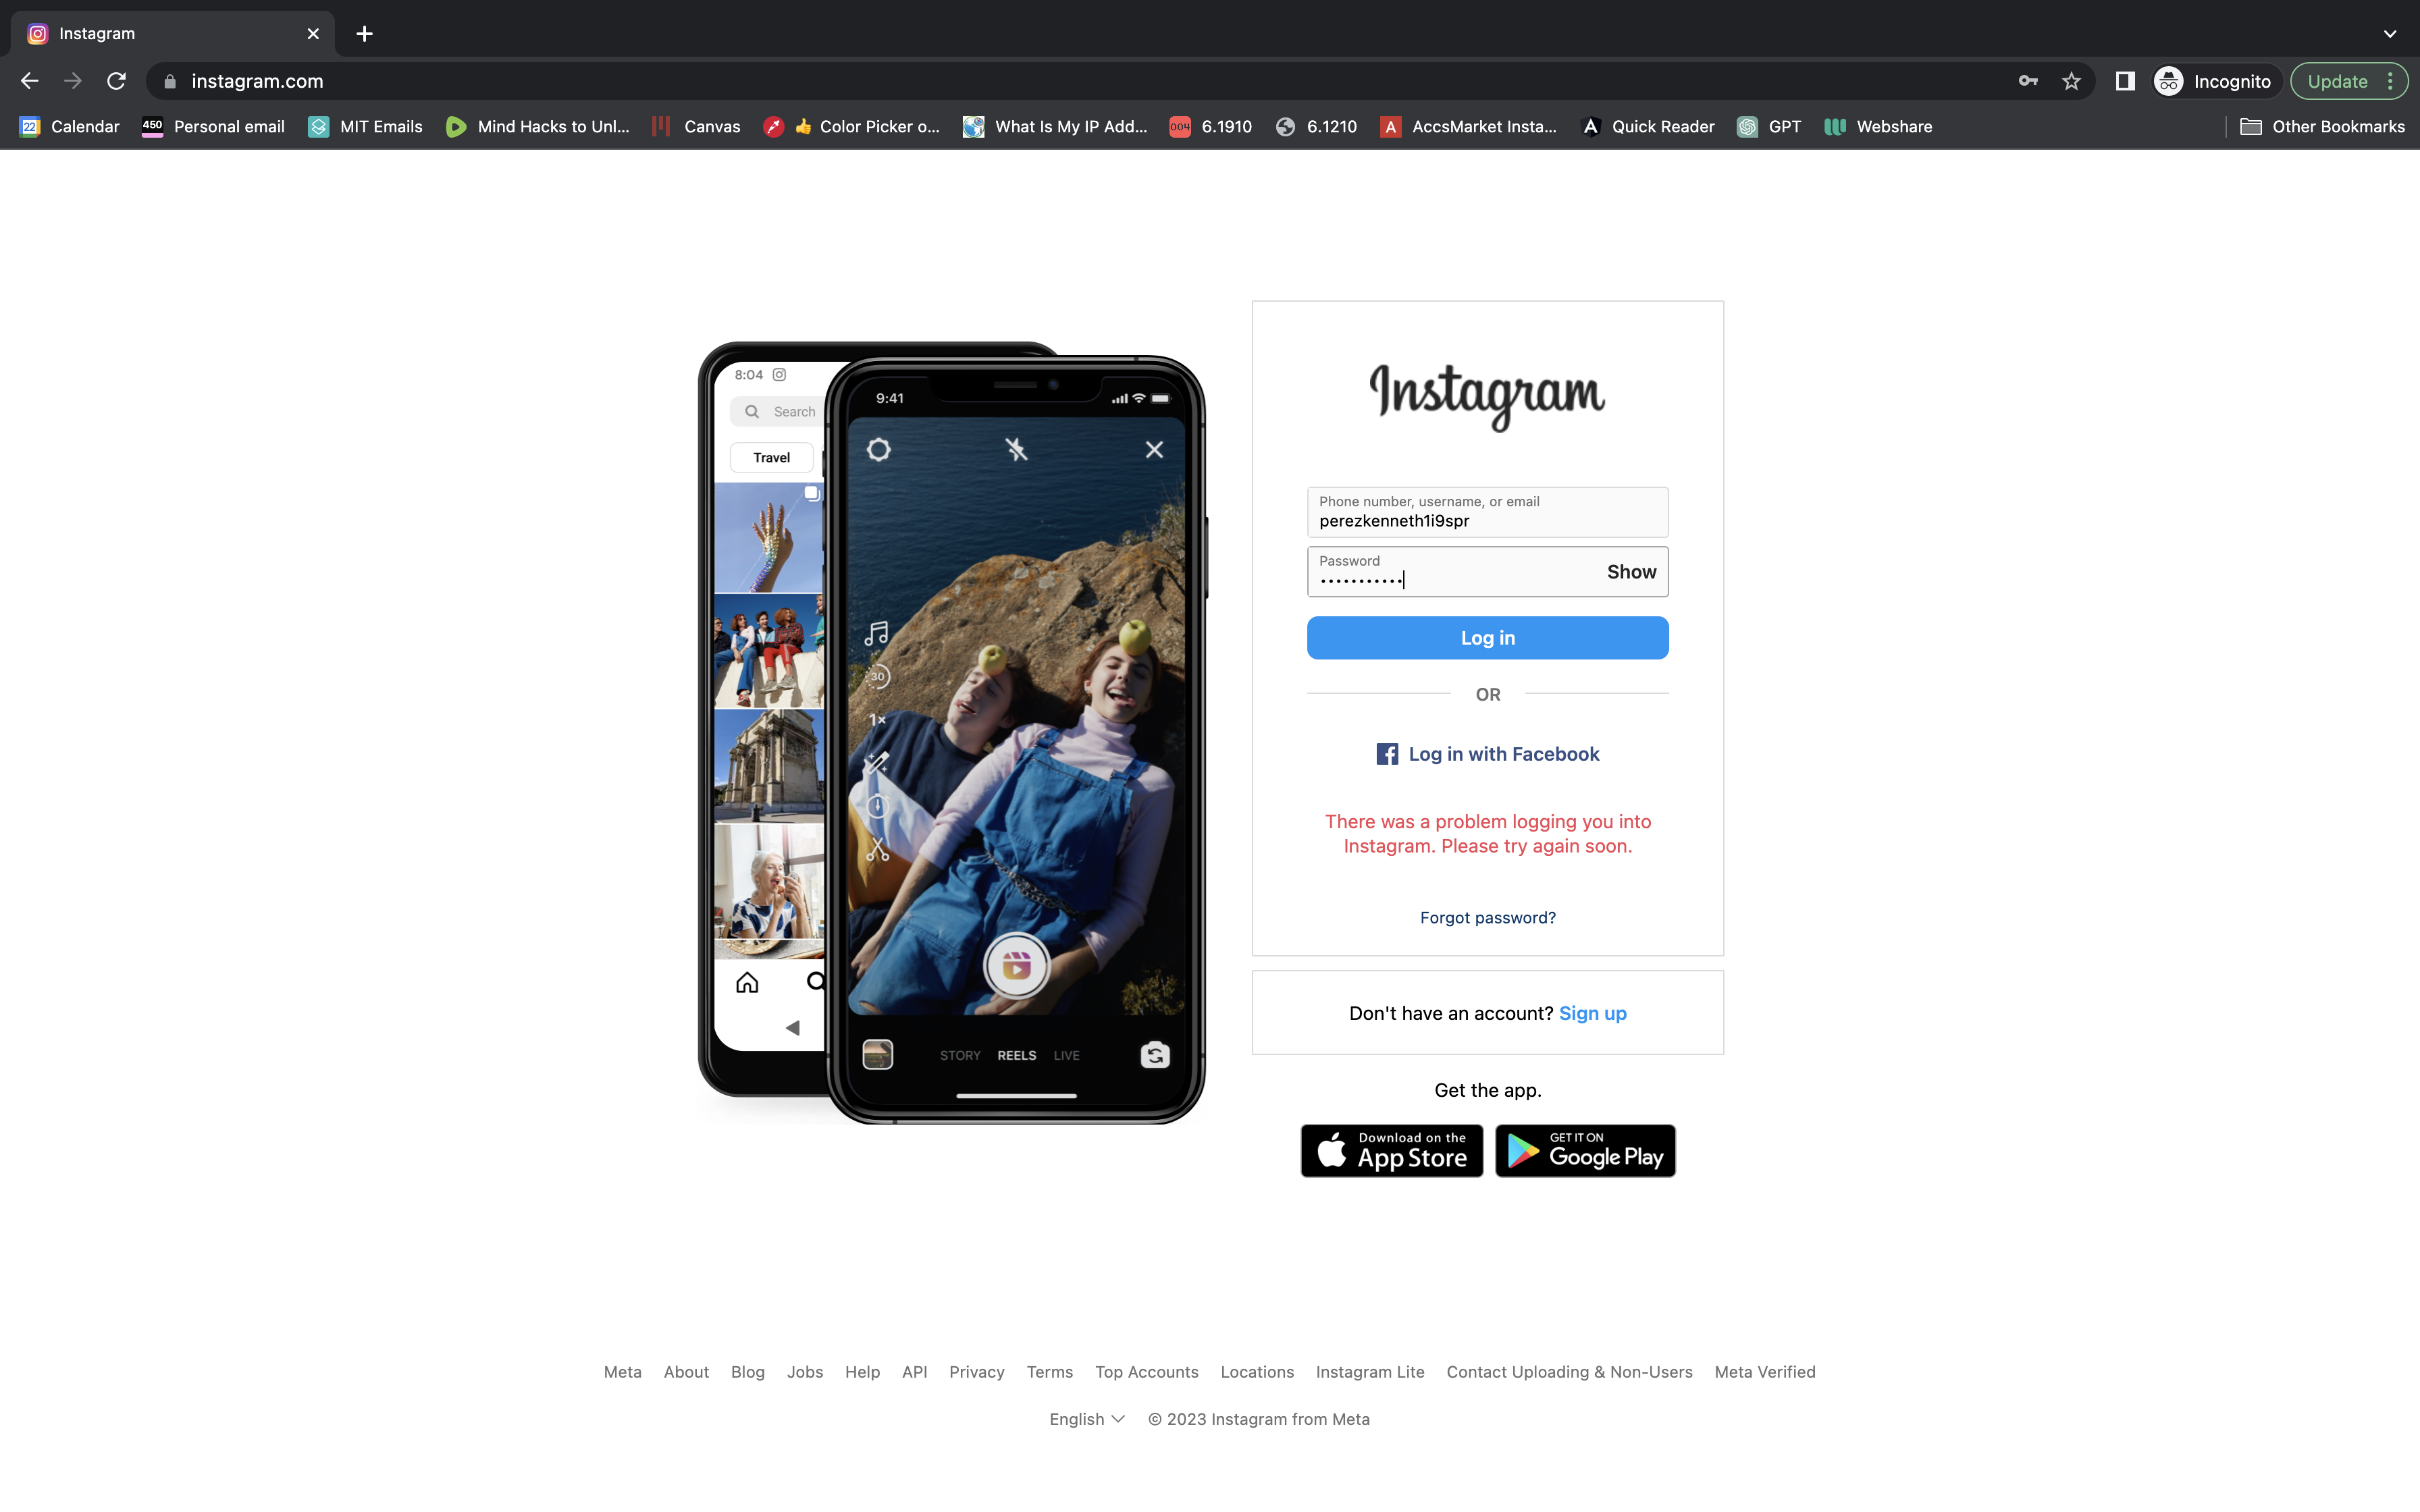 Instagram
instagram.com
Incognito
Update
22 Calendar
450 Personal email
MIT Emails
Mind Hacks to Unl...
Canvas
👍 Color Picker o...
What Is My IP Add...
004 6.1910
6.1210
A AccsMarket Insta...
Quick Reader
GPT
Webshare
Other Bookmarks
8:04
Search
Travel
9:41
30
1×
STORY REELS LIVE
Instagram
Phone number, username, or email
perezkenneth1i9spr
Password
Show
Log in
OR
Log in with Facebook
There was a problem logging you into
Instagram. Please try again soon.
Forgot password?
Don't have an account? Sign up
Get the app.
Download on the
App Store
GET IT ON
Google Play
Meta About Blog Jobs Help API Privacy Terms Top Accounts Locations Instagram Lite Contact Uploading & Non-Users Meta Verified
English © 2023 Instagram from Meta